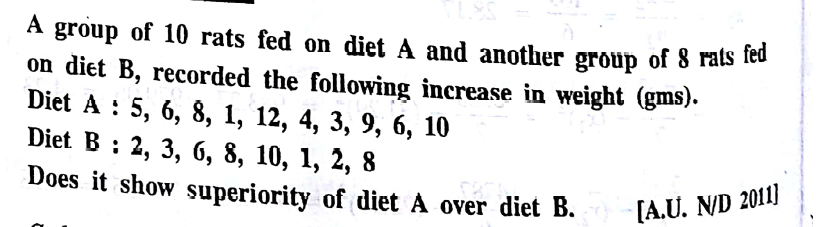 A group of 10 rats fed on diet A and another group of 8 rats fed
on diet B, recorded the following increase in weight (gms).
Diet A : 5, 6, 8, 1, 12, 4, 3, 9, 6, 10
Diet B : 2, 3, 6, 8, 10, 1, 2, 8
Does it show superiority of diet A over diet B. [A.U. N/D 2011]